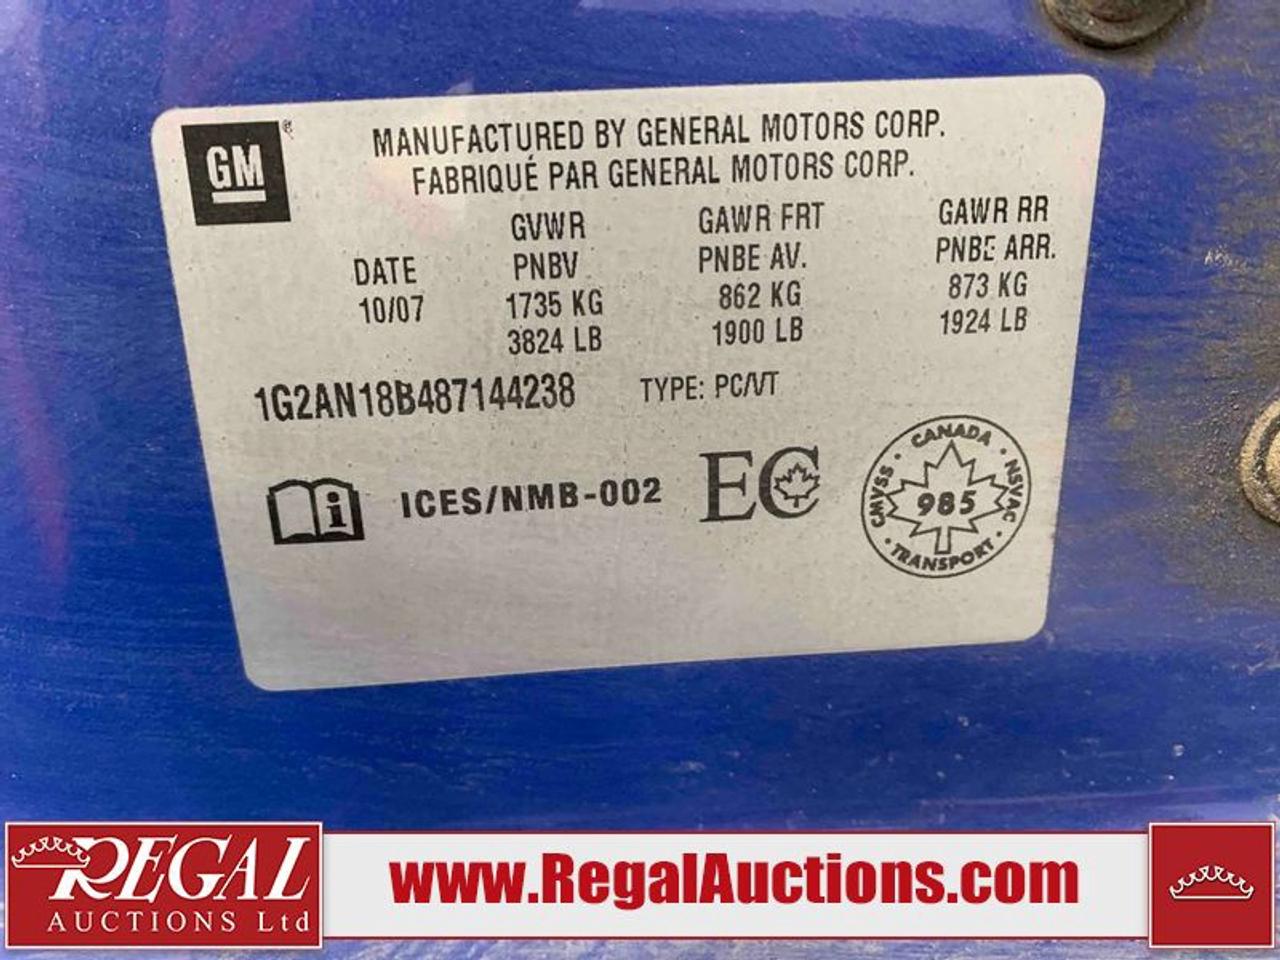 GM®
MANUFACTURED BY GENERAL MOTORS CORP.
FABRIQUÉ PAR GENERAL MOTORS CORP.
GVWR GAWR FRT GAWR RR
DATE PNBV PNBE AV. PNBE ARR.
10/07 1735 KG 862 KG 873 KG
3824 LB 1900 LB 1924 LB
1G2AN18B487144238 TYPE: PC/VT
i ICES/NMB-002 EC
CANADA
CMVSS 985 NSVAC
TRANSPORT
REGAL
AUCTIONS Ltd
www.RegalAuctions.com